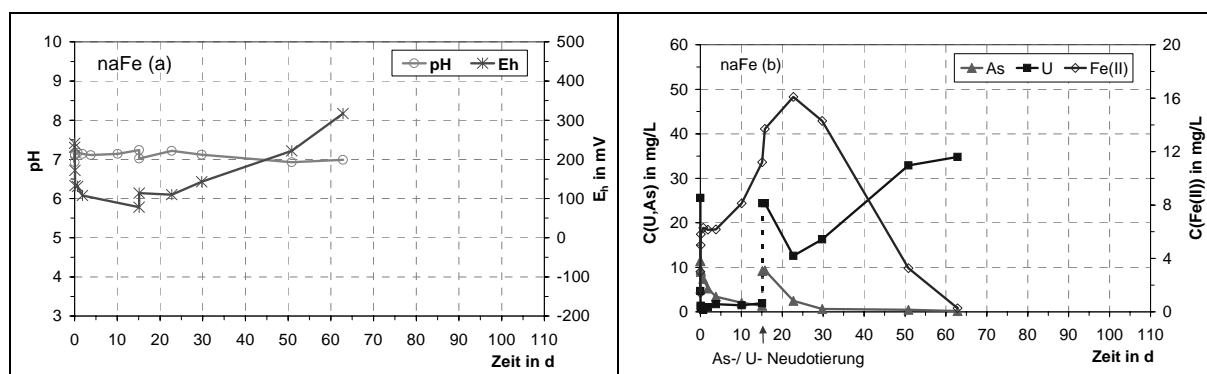 naFe (a)
pH
Eh
10
9
8
7
6
5
4
3
pH
500
400
300
200
100
0
-100
-200
Eh in mV
0 10 20 30 40 50 60 70 80 90 100 110
Zeit in d
naFe (b)
As
U
Fe(II)
60
50
40
30
20
10
0
C(U,As) in mg/L
20
16
12
8
4
0
C(Fe(II)) in mg/L
0 10 20 30 40 50 60 70 80 90 100 110
As-/ U- Neudotierung
Zeit in d